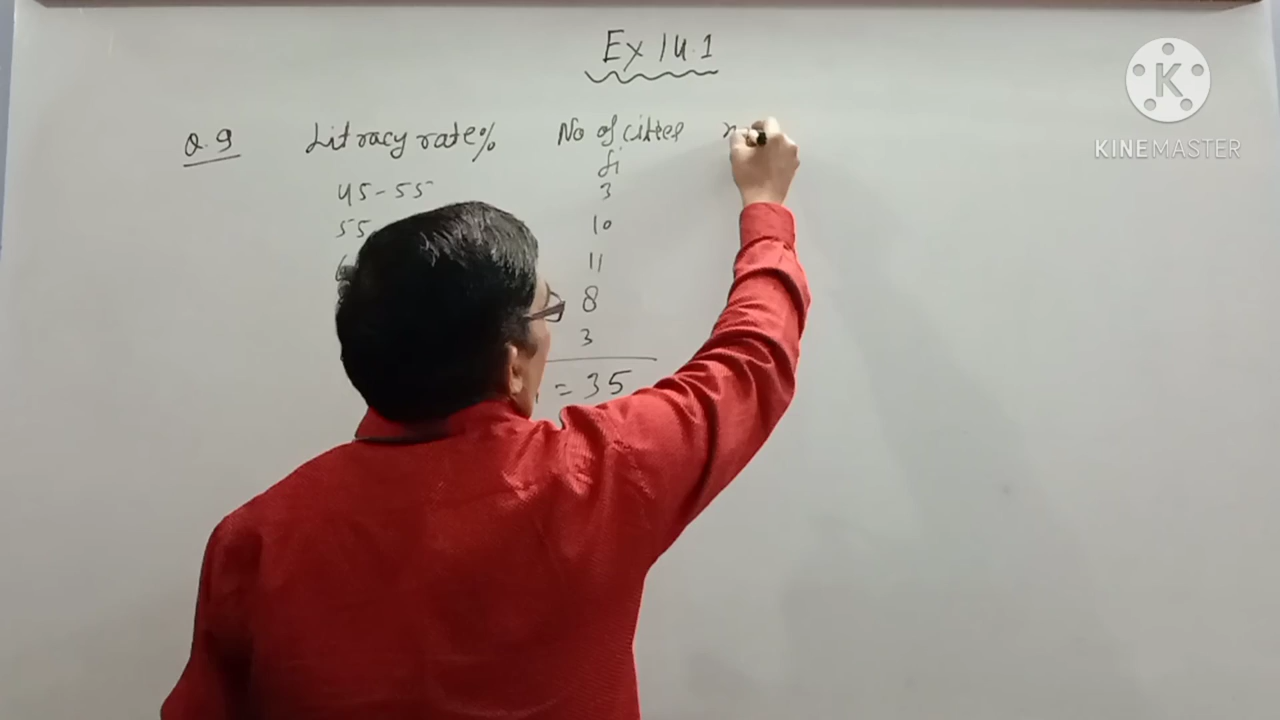 Ex 14.1
Q.9 Litracy rate% No of cities
fi
45-55 3
55 10
6 11
8
3
= 35
K
KINEMASTER